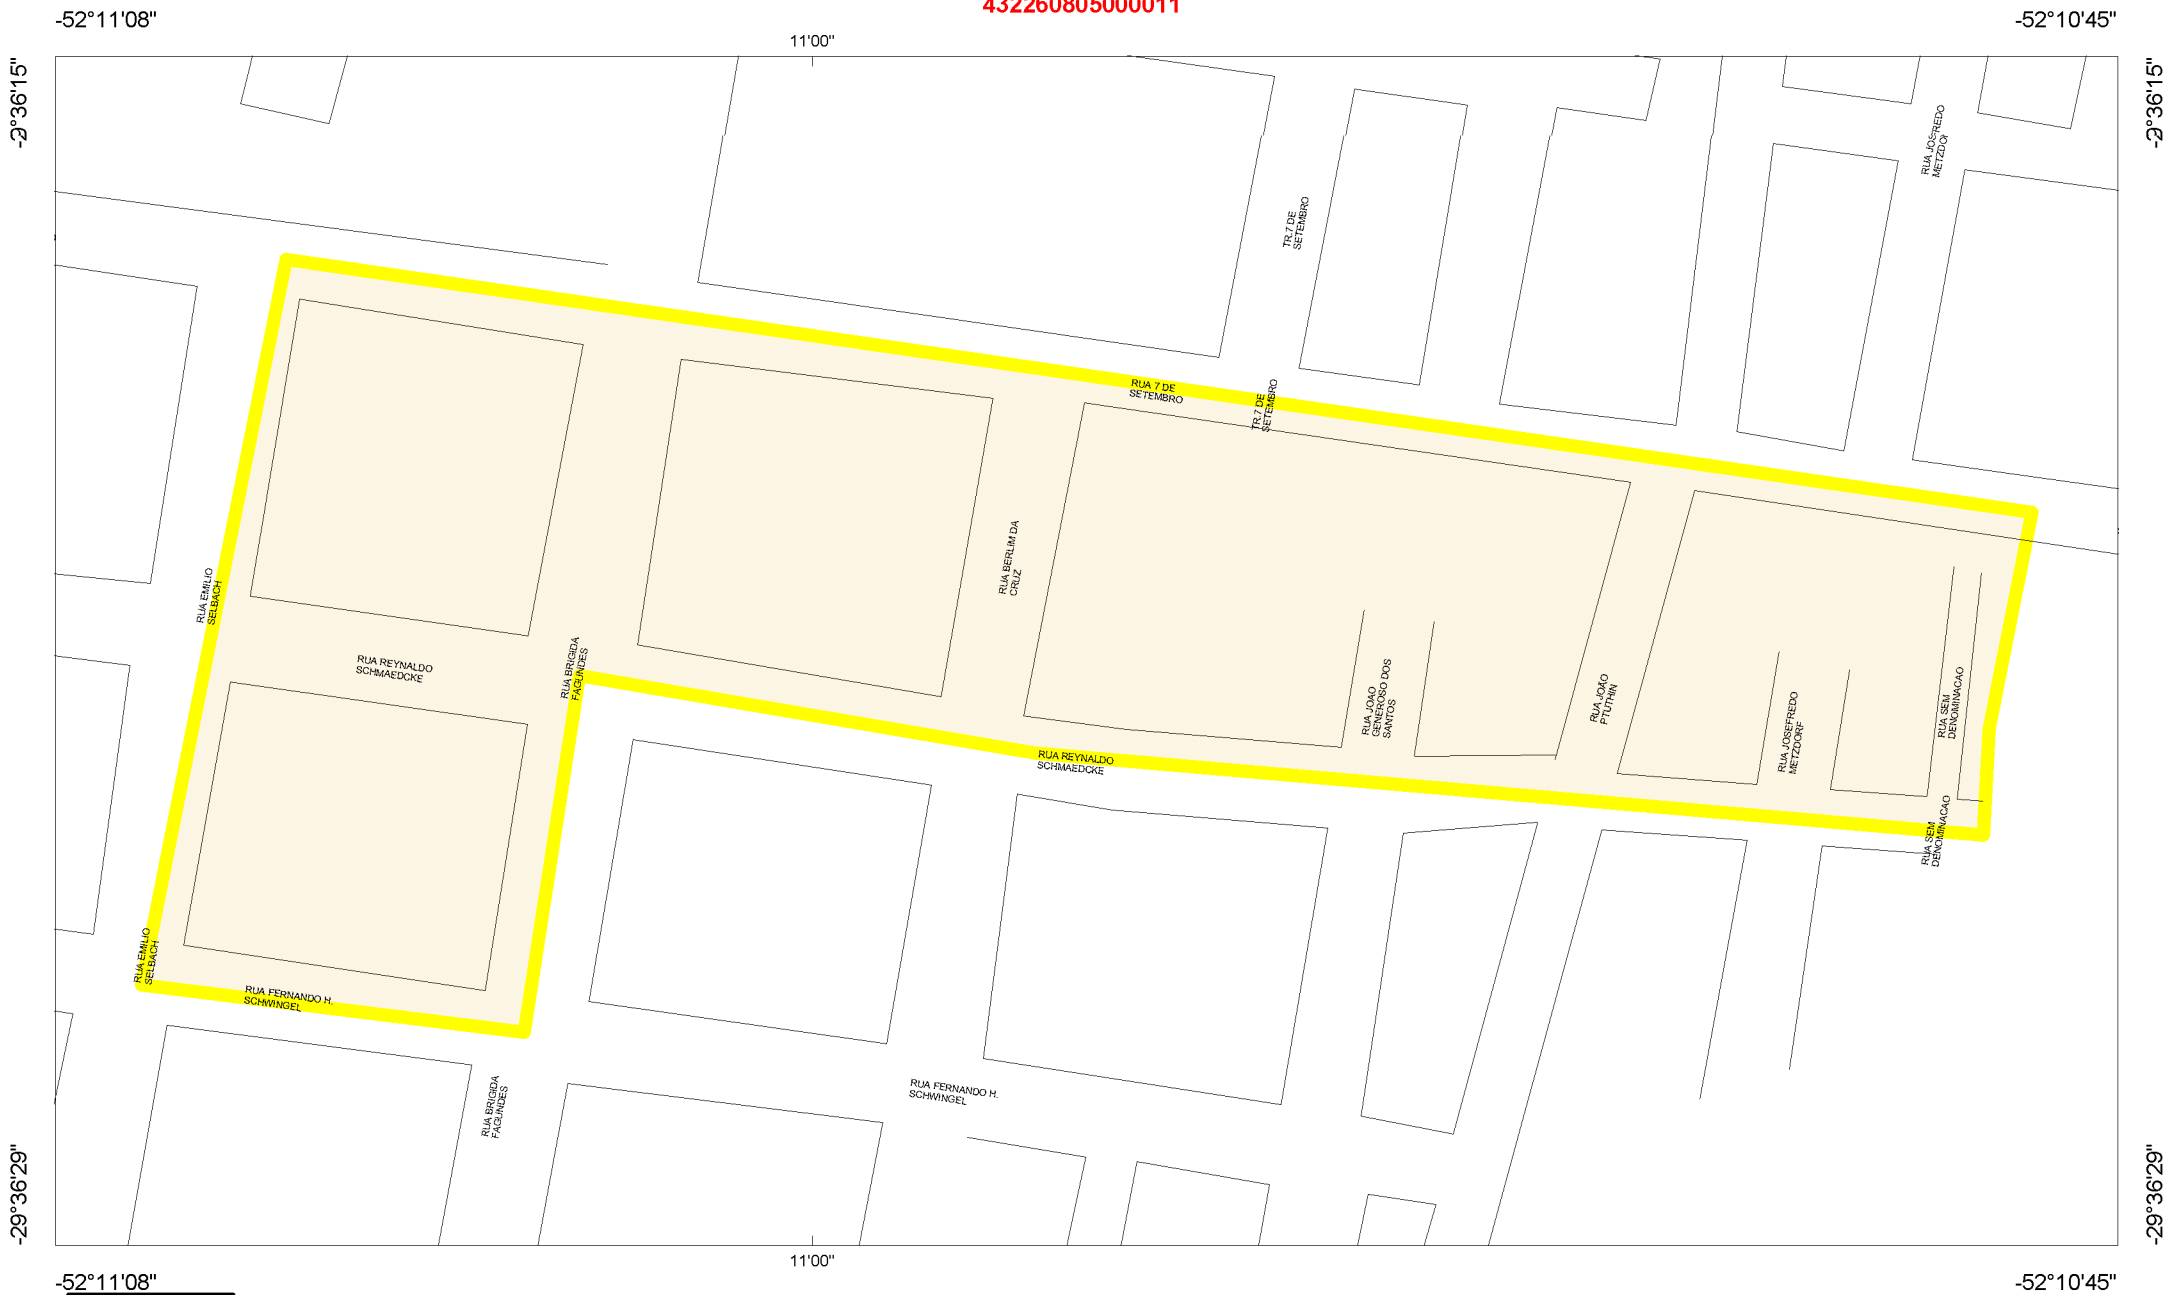 432260805000011
-52°11'08"
-52°10'45"
11'00"
-29°36'15"
-29°36'15"
RUA JOSEFREDO
METZDORF
TR.7 DE
SETEMBRO
RUA 7 DE
SETEMBRO
TR.7 DE
SETEMBRO
RUA BERLIM DA
CRUZ
RUA EMILIO
SELBACH
RUA REYNALDO
SCHMAEDCKE
RUA BRIGIDA
FAGUNDES
RUA JOAO
GENEROSO DOS
SANTOS
RUA JOÃO
PTUTHIN
RUA JOSEFREDO
METZDORF
RUA SEM
DENOMINACAO
RUA REYNALDO
SCHMAEDCKE
RUA SEM
DENOMINACAO
RUA EMILIO
SELBACH
RUA FERNANDO H.
SCHWINGEL
RUA BRIGIDA
FAGUNDES
RUA FERNANDO H.
SCHWINGEL
-29°36'29"
-29°36'29"
11'00"
-52°11'08"
-52°10'45"